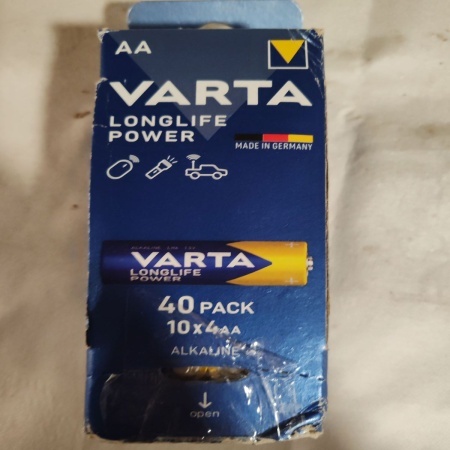 AA
VARTA
LONGLIFE
POWER
MADE IN GERMANY
VARTA
LONGLIFE
POWER
40 PACK
10x4AA
ALKALINE
open